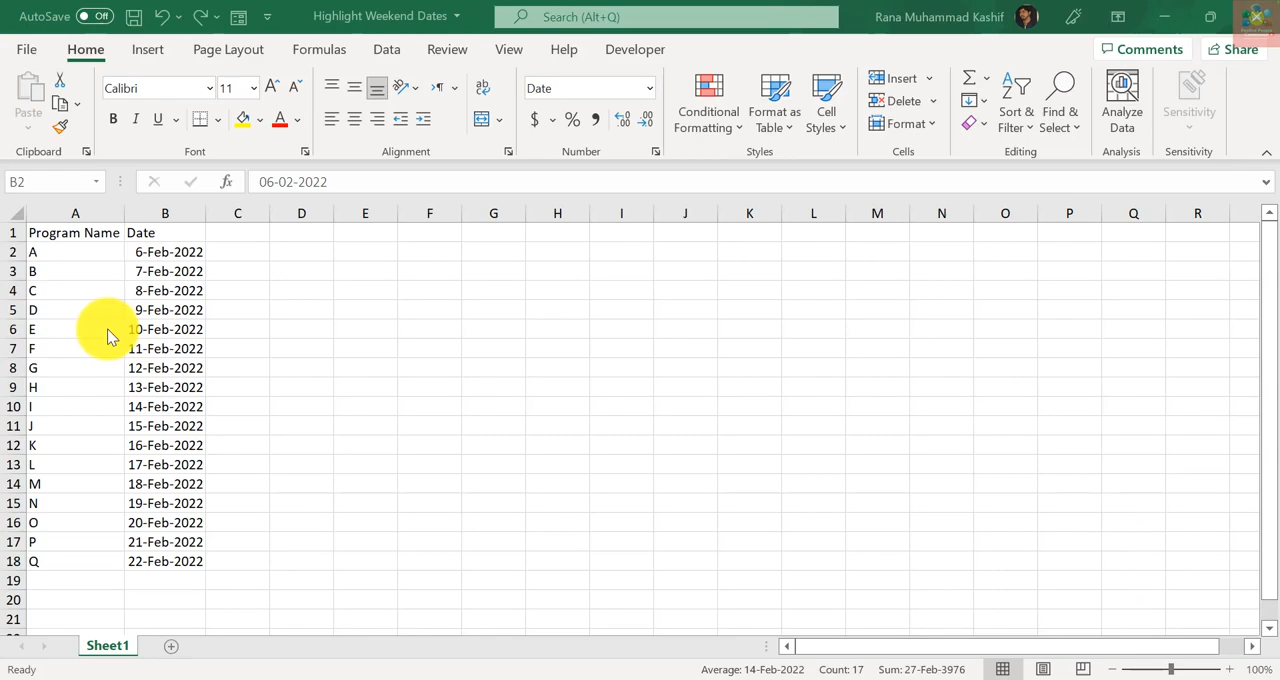 AutoSave Off Highlight Weekend Dates Search (Alt+Q) Rana Muhammad Kashif
File Home Insert Page Layout Formulas Data Review View Help Developer Comments Share
Paste Calibri 11 Date Conditional Formatting Format as Table Cell Styles Insert Delete Format Sort & Filter Find & Select Analyze Data Sensitivity
Clipboard Font Alignment Number Styles Cells Editing Analysis Sensitivity
B2 fx 06-02-2022
A B C D E F G H I J K L M N O P Q R
1 Program Name Date
2 A 6-Feb-2022
3 B 7-Feb-2022
4 C 8-Feb-2022
5 D 9-Feb-2022
6 E 10-Feb-2022
7 F 11-Feb-2022
8 G 12-Feb-2022
9 H 13-Feb-2022
10 I 14-Feb-2022
11 J 15-Feb-2022
12 K 16-Feb-2022
13 L 17-Feb-2022
14 M 18-Feb-2022
15 N 19-Feb-2022
16 O 20-Feb-2022
17 P 21-Feb-2022
18 Q 22-Feb-2022
19
20
21
Sheet1
Ready Average: 14-Feb-2022 Count: 17 Sum: 27-Feb-3976 100%